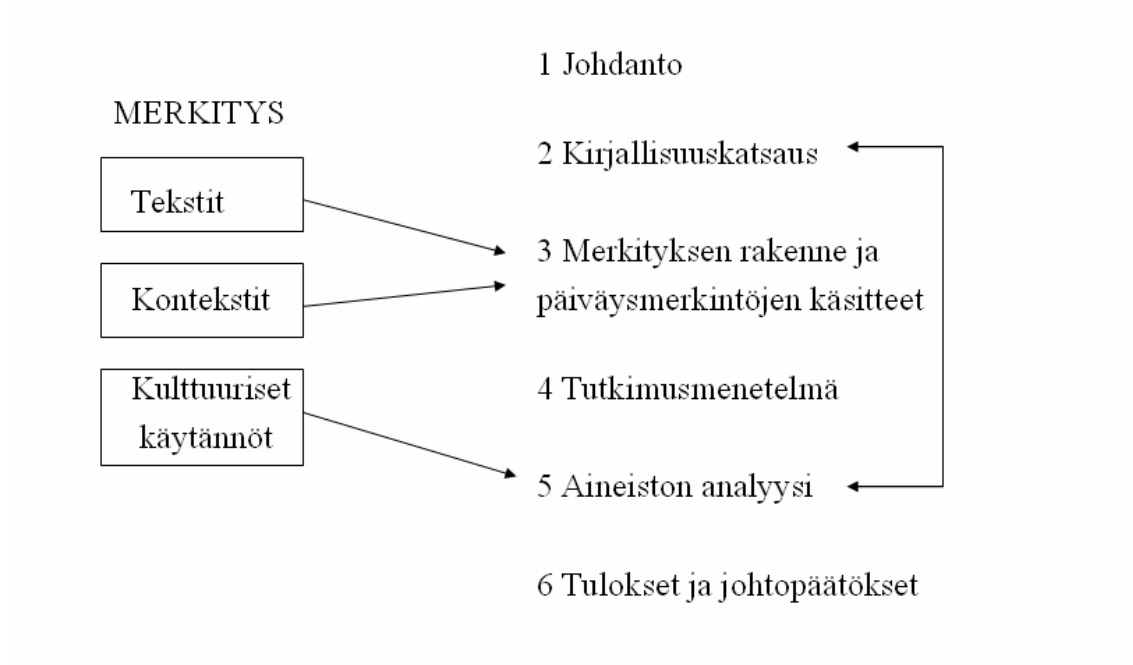 MERKITYS
Tekstit
Kontekstit
Kulttuuriset
käytännöt
1 Johdanto
2 Kirjallisuuskatsaus
3 Merkityksen rakenne ja
päiväysmerkintöjen käsitteet
4 Tutkimusmenetelmä
5 Aineiston analyysi
6 Tulokset ja johtopäätökset